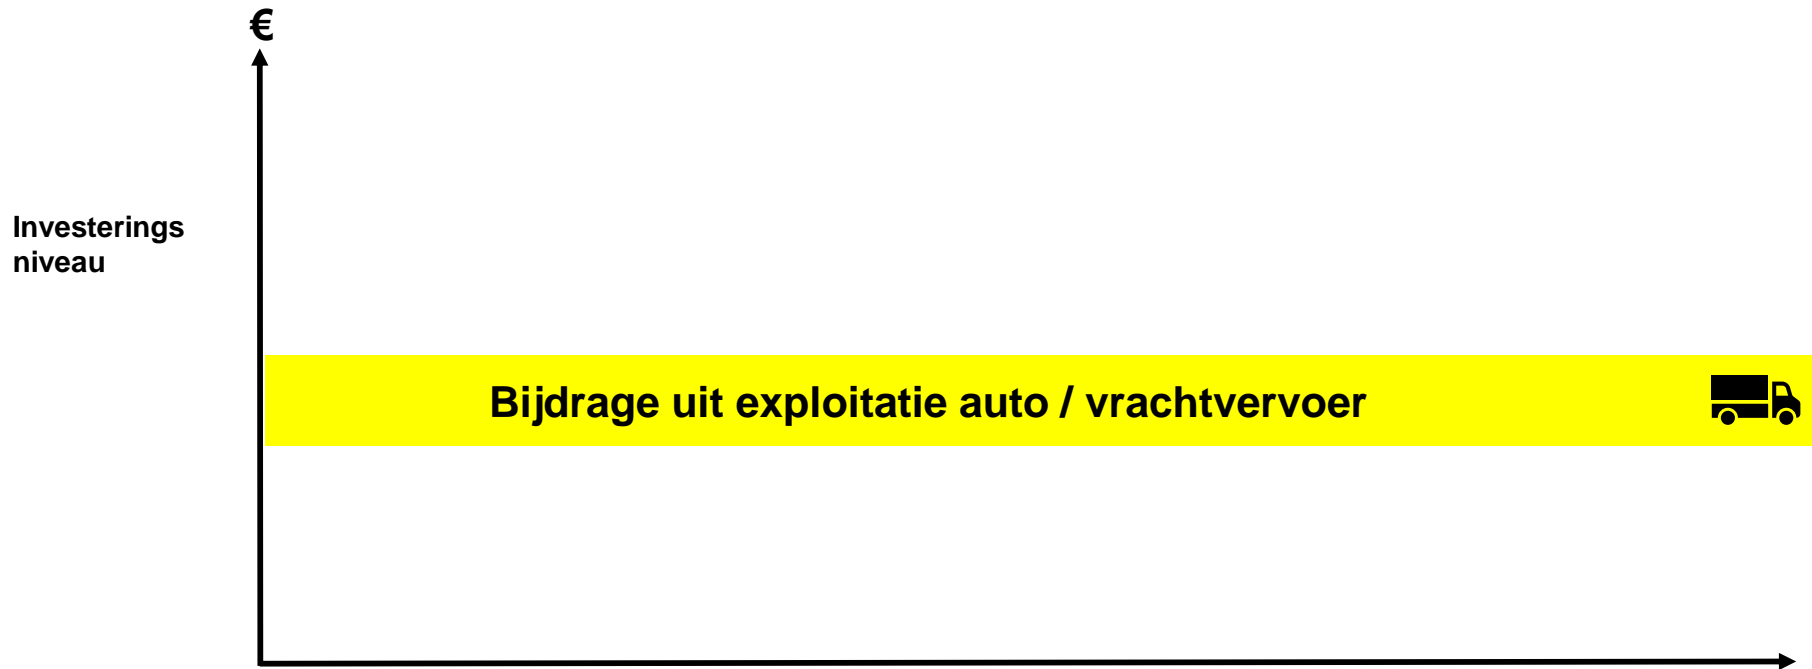 €
Investerings
niveau
Bijdrage uit exploitatie auto / vrachtvervoer